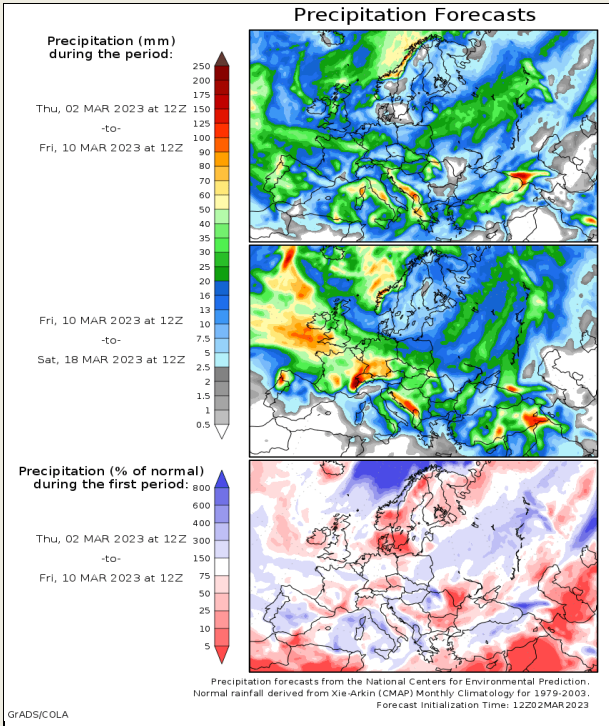 Precipitation Forecasts
Precipitation (mm)
during the period:
Thu, 02 MAR 2023 at 12Z
-to-
Fri, 10 MAR 2023 at 12Z
250
200
175
150
125
100
90
80
70
60
50
40
35
30
25
20
16
13
10
7.5
5
2.5
2
1.5
1
0.5
Fri, 10 MAR 2023 at 12Z
-to-
Sat, 18 MAR 2023 at 12Z
Precipitation (% of normal)
during the first period:
Thu, 02 MAR 2023 at 12Z
-to-
Fri, 10 MAR 2023 at 12Z
800
600
400
300
150
75
50
25
10
5
Precipitation forecasts from the National Centers for Environmental Prediction.
Normal rainfall derived from Xie-Arkin (CMAP) Monthly Climatology for 1979-2003.
Forecast Initialization Time: 12Z02MAR2023
GrADS/COLA